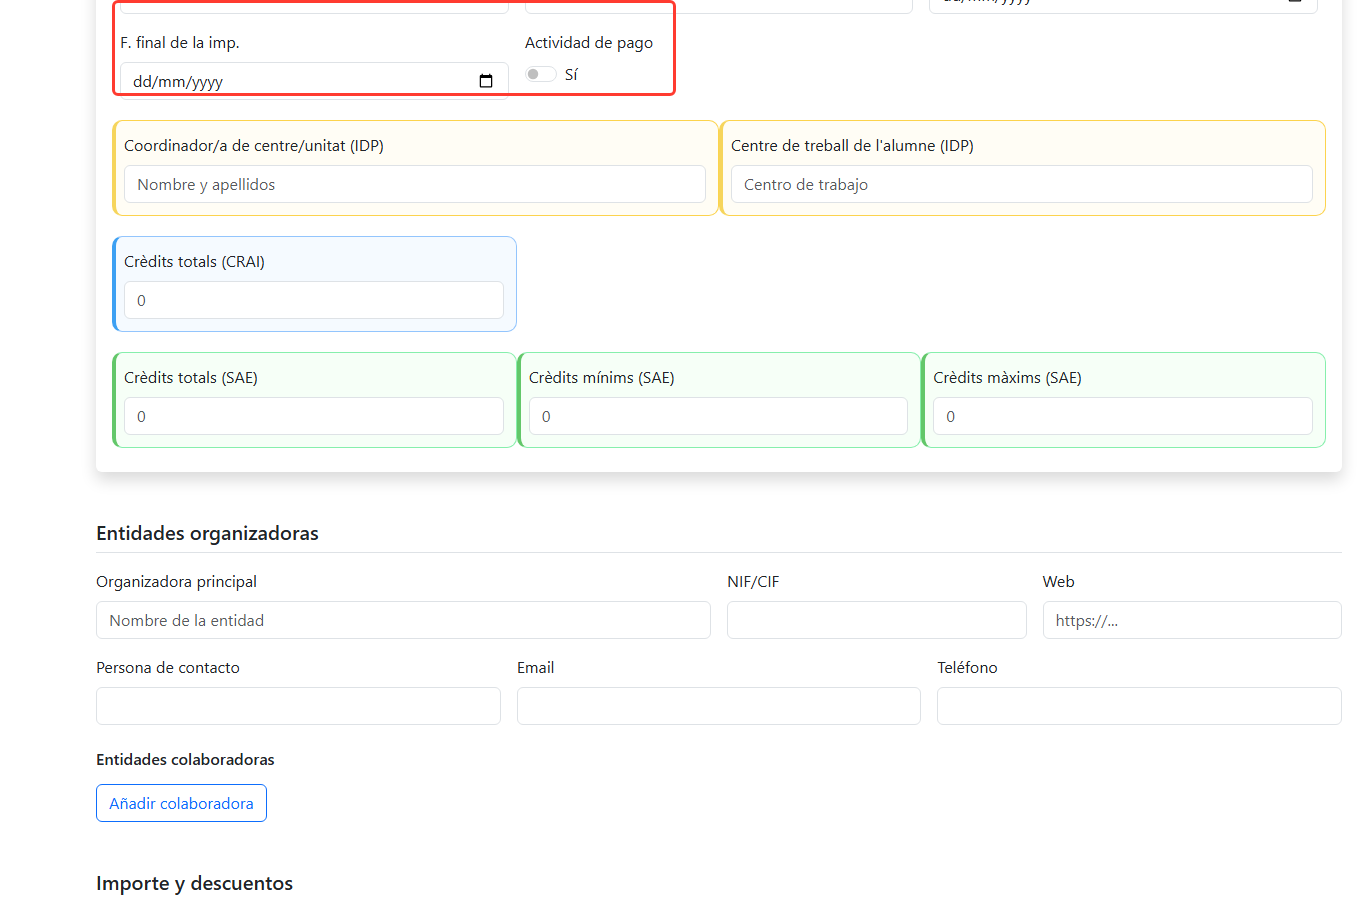 dd/mm/yyyy
F. final de la imp.
Actividad de pago
dd/mm/yyyy
Sí
Coordinador/a de centre/unitat (IDP)
Centre de treball de l'alumne (IDP)
Nombre y apellidos
Centro de trabajo
Crèdits totals (CRAI)
0
Crèdits totals (SAE)
Crèdits mínims (SAE)
Crèdits màxims (SAE)
0
0
0
Entidades organizadoras
Organizadora principal
NIF/CIF
Web
Nombre de la entidad
https://...
Persona de contacto
Email
Teléfono
Entidades colaboradoras
Añadir colaboradora
Importe y descuentos